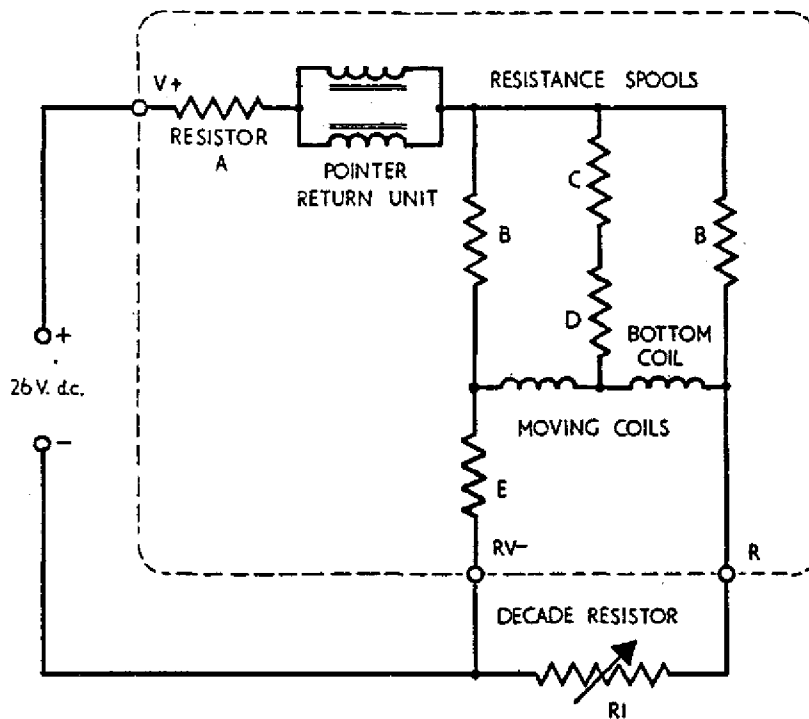 V+
RESISTOR
A
POINTER
RETURN UNIT
RESISTANCE SPOOLS
B
C
B
D
+
26 V. d.c.
-
BOTTOM
COIL
MOVING COILS
E
RV-
R
DECADE RESISTOR
R1